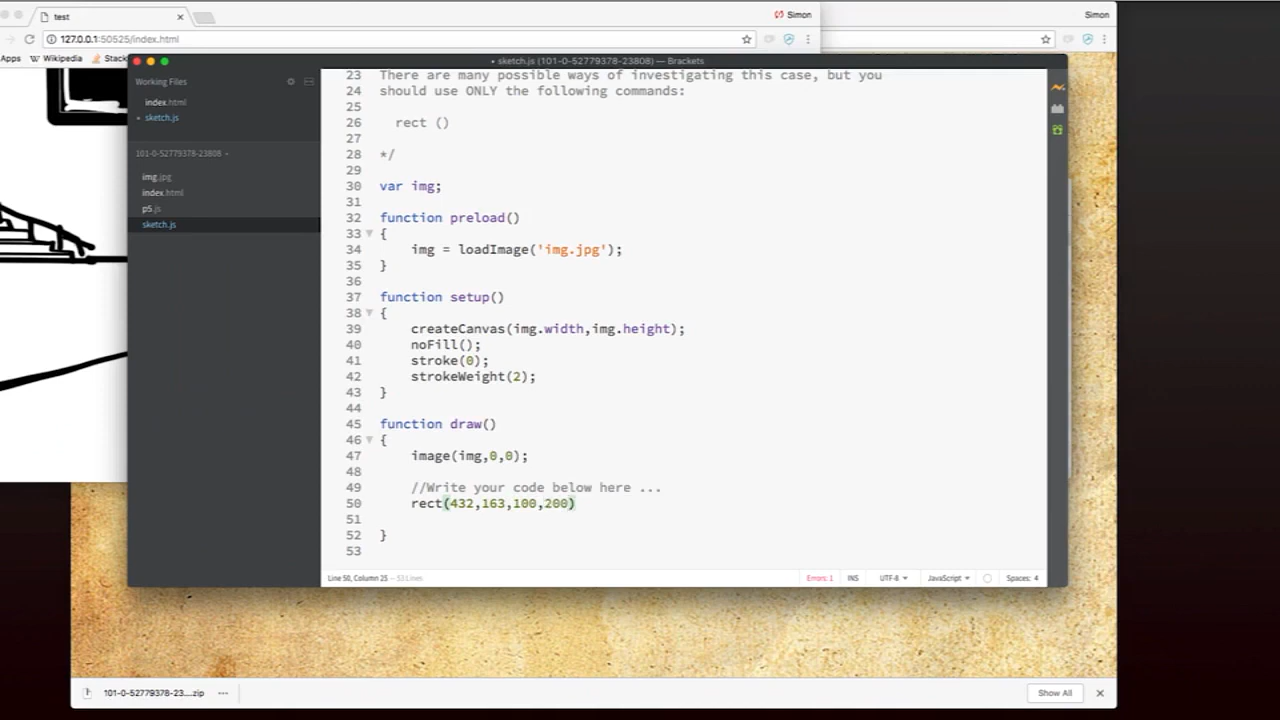 test
Simon
Simon
127.0.0.1:50525/index.html
Apps Wikipedia Stack
• sketch.js (101-0-52779378-23808) — Brackets
Working Files
index.html
• sketch.js
101-0-52779378-23808
img.jpg
index.html
p5.js
sketch.js
23 There are many possible ways of investigating this case, but you
24 should use ONLY the following commands:
25
26 rect ()
27
28 */
29
30 var img;
31
32 function preload()
33 {
34 img = loadImage('img.jpg');
35 }
36
37 function setup()
38 {
39 createCanvas(img.width,img.height);
40 noFill();
41 stroke(0);
42 strokeWeight(2);
43 }
44
45 function draw()
46 {
47 image(img,0,0);
48
49 //Write your code below here ...
50 rect(432,163,100,200)
51
52 }
53
Line 50, Column 25 — 53 Lines
Errors: 1 INS UTF-8 JavaScript Spaces: 4
101-0-52779378-23....zip
Show All